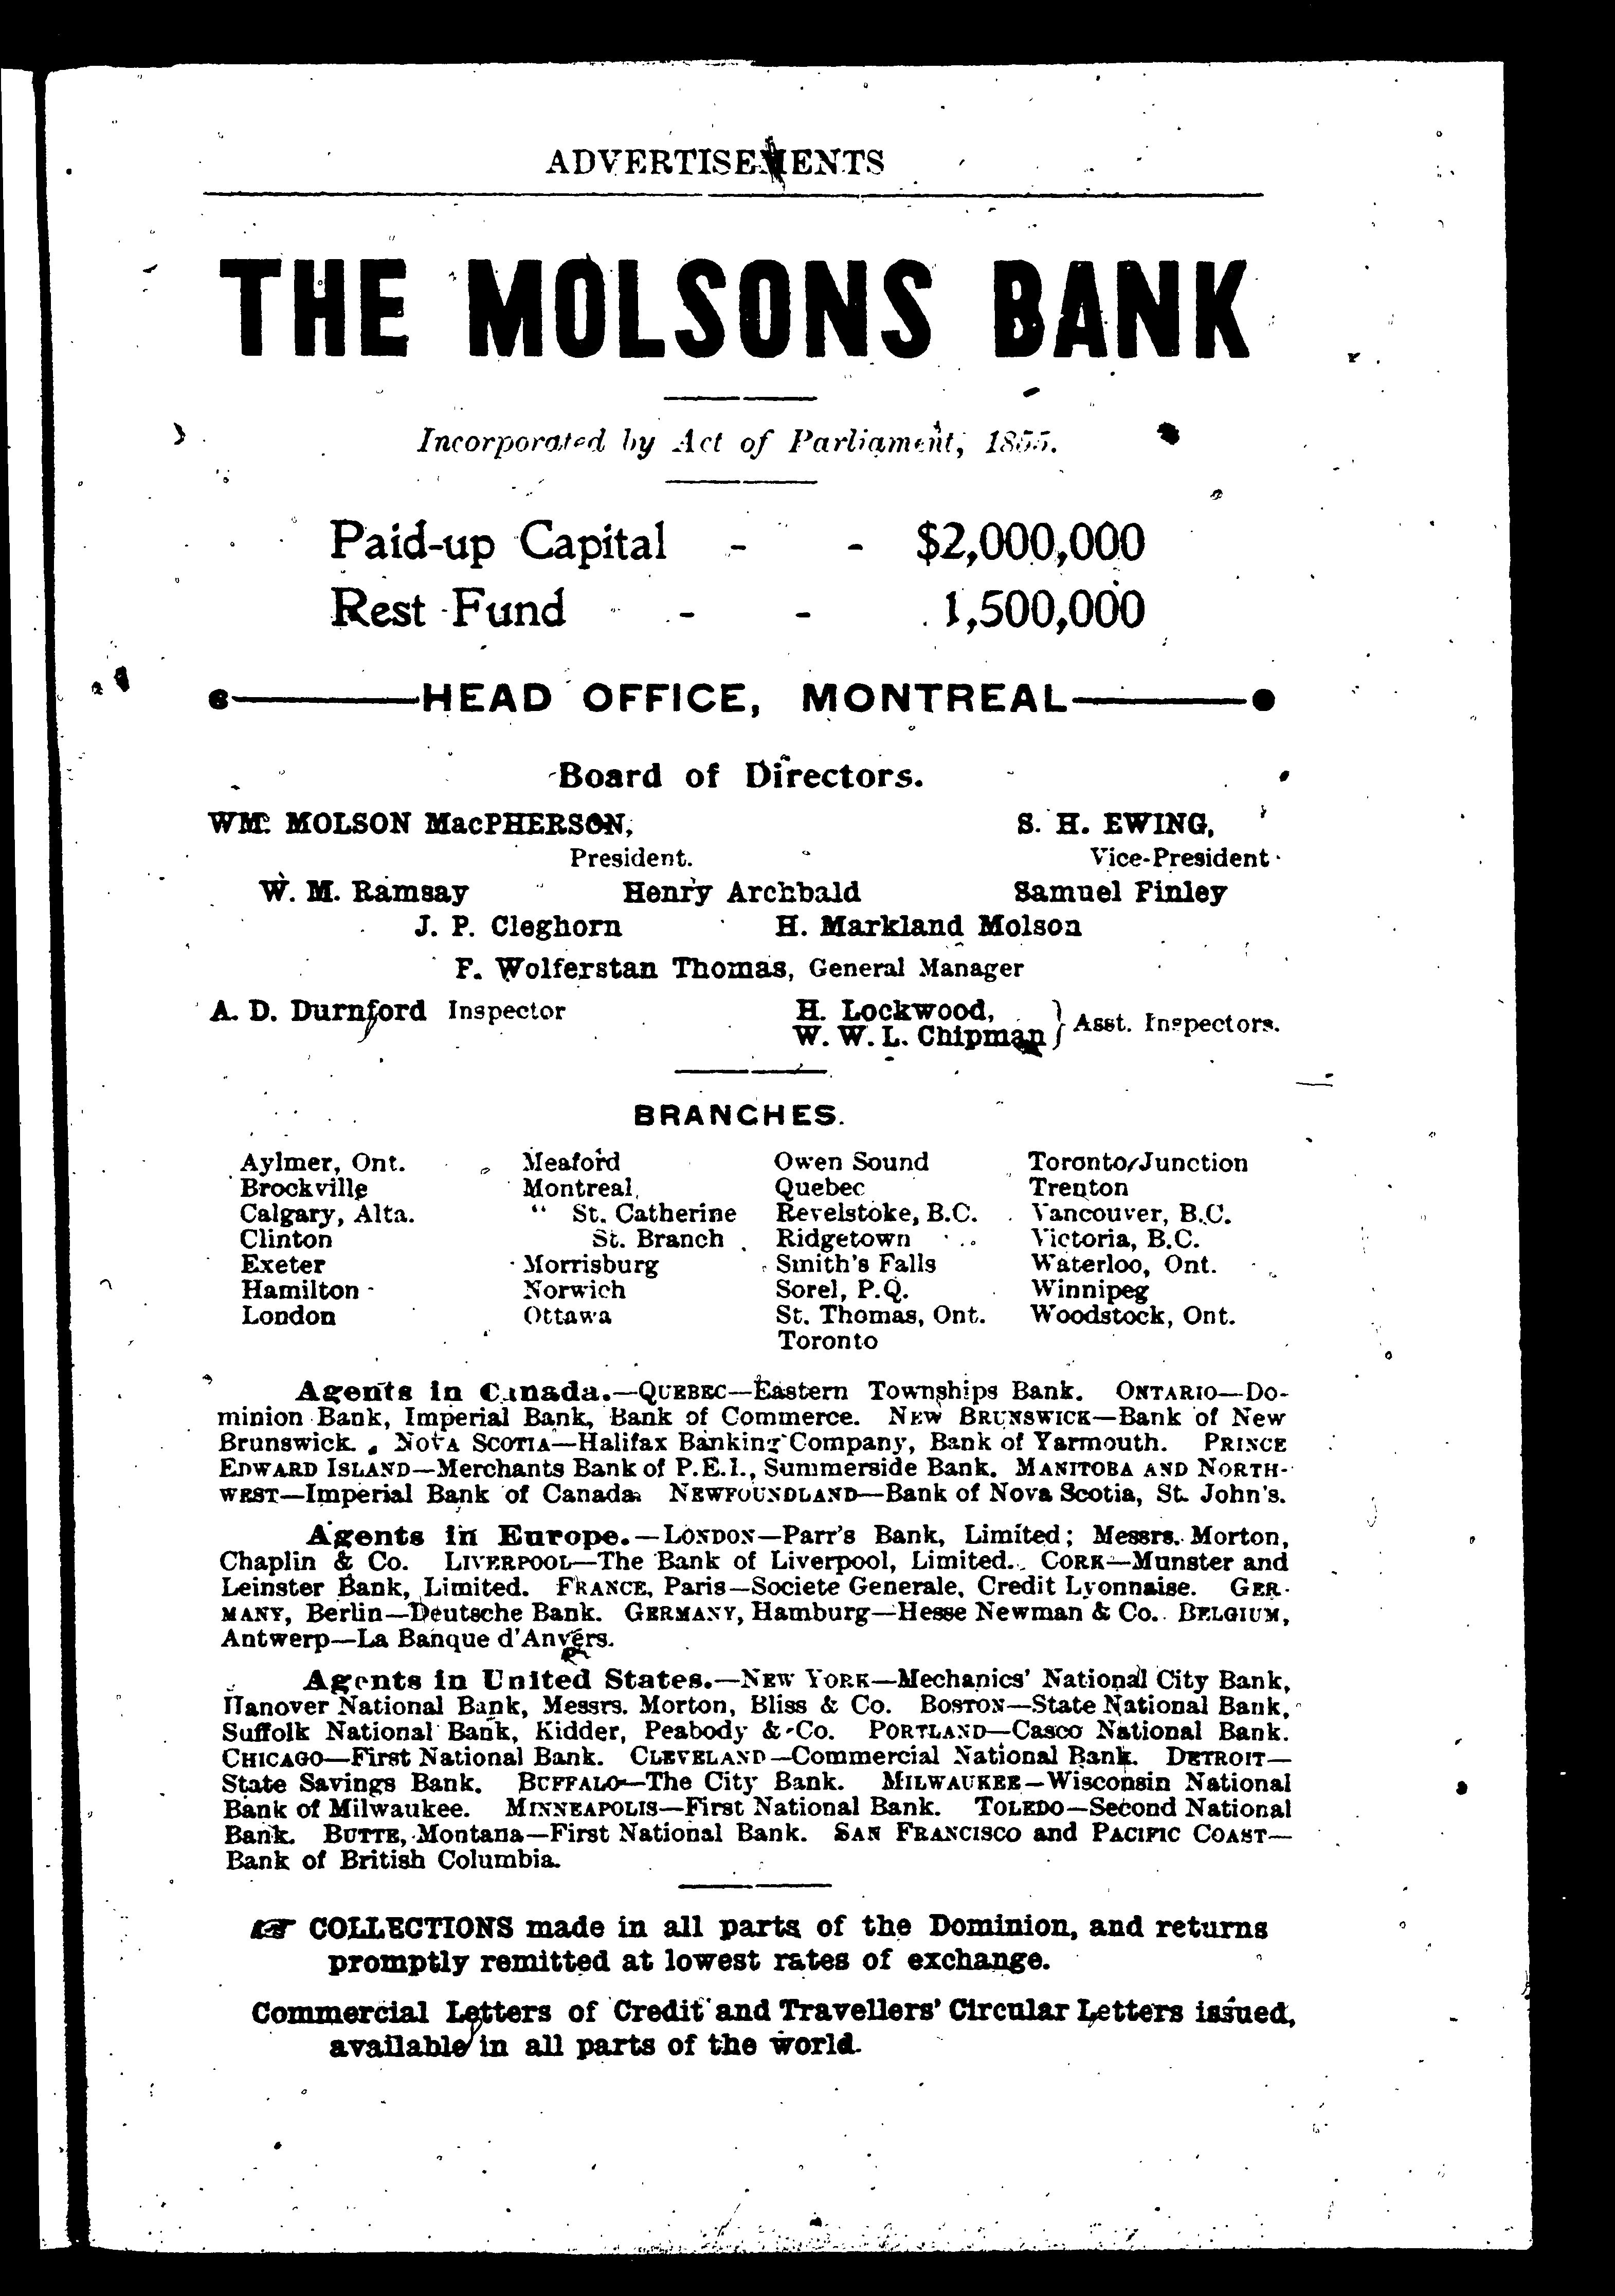 ADVERTISEMENTS
THE MOLSONS BANK
Incorporated by Act of Parliament, 1855.
Paid-up Capital - - $2,000,000
Rest Fund - - 1,500,000
HEAD OFFICE, MONTREAL
Board of Directors.
WM. MOLSON MacPHERSON, S. H. EWING,
President. Vice-President
W. M. Ramsay Henry Archbald Samuel Finley
J. P. Cleghorn H. Markland Molson
F. Wolferstan Thomas, General Manager
A. D. Durnford Inspector H. Lockwood,
W. W. L. Chipman } Asst. Inspectors.
BRANCHES.
Aylmer, Ont. Meaford Owen Sound Toronto Junction
Brockville Montreal, Quebec Trenton
Calgary, Alta. " St. Catherine Revelstoke, B.C. Vancouver, B.C.
Clinton St. Branch Ridgetown Victoria, B.C.
Exeter Morrisburg Smith's Falls Waterloo, Ont.
Hamilton Norwich Sorel, P.Q. Winnipeg
London Ottawa St. Thomas, Ont. Woodstock, Ont.
Toronto
Agents in Canada.—QUEBEC—Eastern Townships Bank. ONTARIO—Do-
minion Bank, Imperial Bank, Bank of Commerce. NEW BRUNSWICK—Bank of New
Brunswick. NOVA SCOTIA—Halifax Banking Company, Bank of Yarmouth. PRINCE
EDWARD ISLAND—Merchants Bank of P.E.I., Summerside Bank. MANITOBA AND NORTH-
WEST—Imperial Bank of Canada. NEWFOUNDLAND—Bank of Nova Scotia, St. John's.
Agents in Europe.—LONDON—Parr's Bank, Limited; Messrs. Morton,
Chaplin & Co. LIVERPOOL—The Bank of Liverpool, Limited. CORK—Munster and
Leinster Bank, Limited. FRANCE, Paris—Societe Generale, Credit Lyonnaise. GER-
MANY, Berlin—Deutsche Bank. GERMANY, Hamburg—Hesse Newman & Co. BELGIUM,
Antwerp—La Banque d'Anvers.
Agents in United States.—NEW YORK—Mechanics' National City Bank,
Hanover National Bank, Messrs. Morton, Bliss & Co. BOSTON—State National Bank,
Suffolk National Bank, Kidder, Peabody & Co. PORTLAND—Casco National Bank.
CHICAGO—First National Bank. CLEVELAND—Commercial National Bank. DETROIT—
State Savings Bank. BUFFALO—The City Bank. MILWAUKEE—Wisconsin National
Bank of Milwaukee. MINNEAPOLIS—First National Bank. TOLEDO—Second National
Bank. BUTTE, Montana—First National Bank. SAN FRANCISCO and PACIFIC COAST—
Bank of British Columbia.
☞ COLLECTIONS made in all parts of the Dominion, and returns
promptly remitted at lowest rates of exchange.
Commercial Letters of Credit and Travellers' Circular Letters issued,
available in all parts of the world.